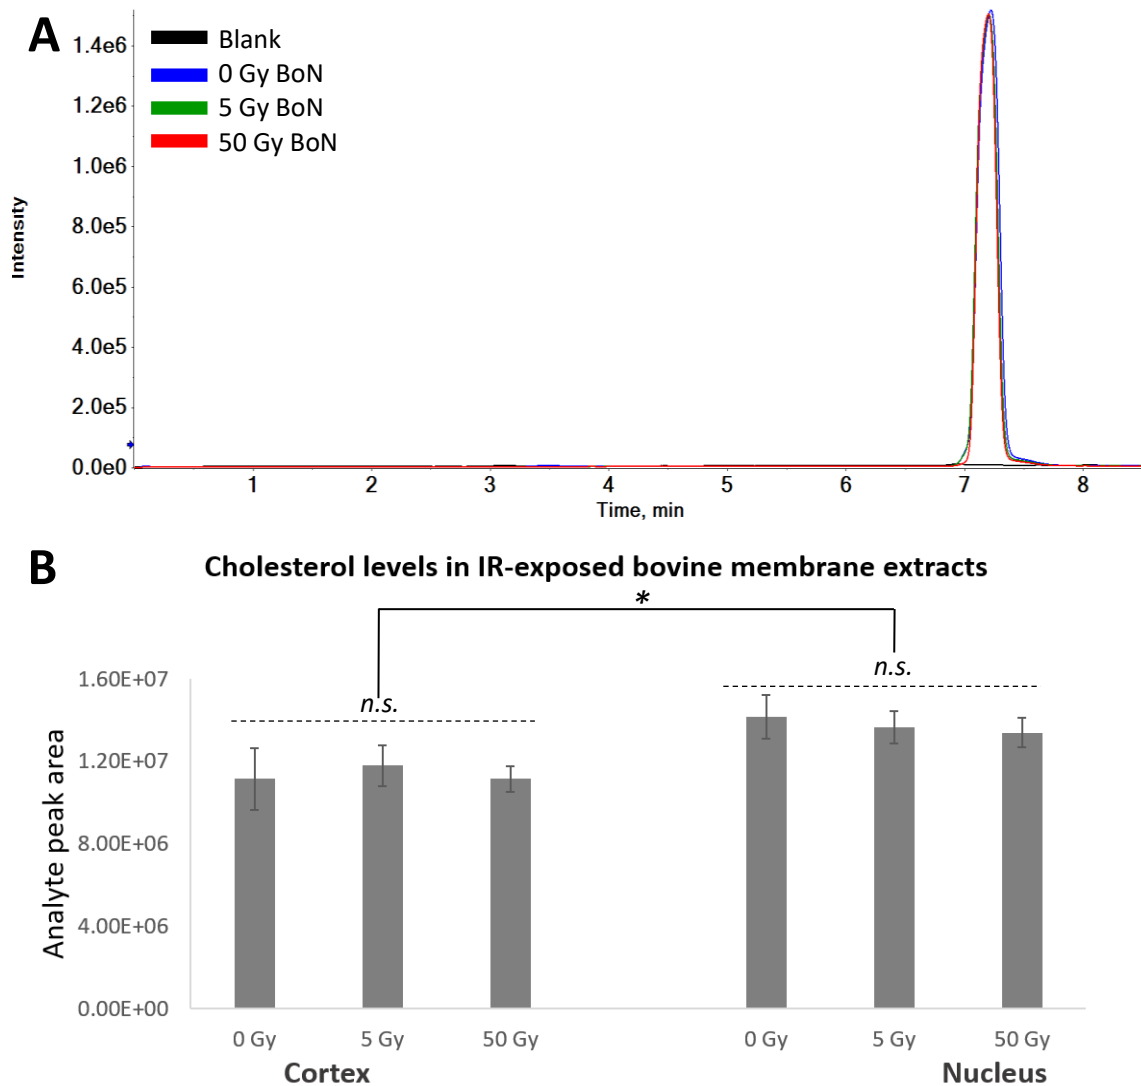 A
Blank
0 Gy BoN
5 Gy BoN
50 Gy BoN
Intensity
1.4e6
1.2e6
1.0e6
8.0e5
6.0e5
4.0e5
2.0e5
0.0e0
1 2 3 4 5 6 7 8
Time, min
B
Cholesterol levels in IR-exposed bovine membrane extracts
*
n.s.
n.s.
Analyte peak area
1.60E+07
1.20E+07
8.00E+06
4.00E+06
0.00E+00
0 Gy 5 Gy 50 Gy 0 Gy 5 Gy 50 Gy
Cortex Nucleus